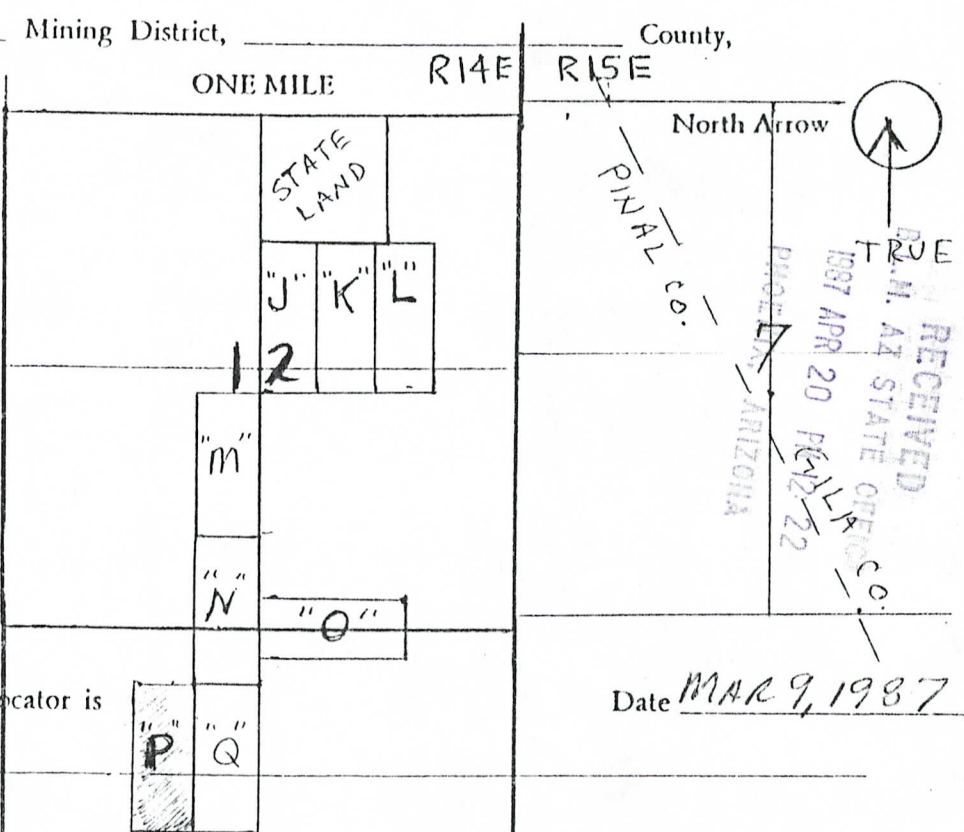 Mining District, County,
ONE MILE
R14E R15E
North Arrow
TRUE
STATE
LAND
PINAL CO.
"J" "K" "L"
12
7
"M"
"N"
"O"
GILA CO.
"P" "Q"
RECEIVED
B.L.M. AZ STATE OFFICE
1987 APR 20 PM 12:22
PHOENIX, ARIZONA
ocator is
Date MAR 9, 1987